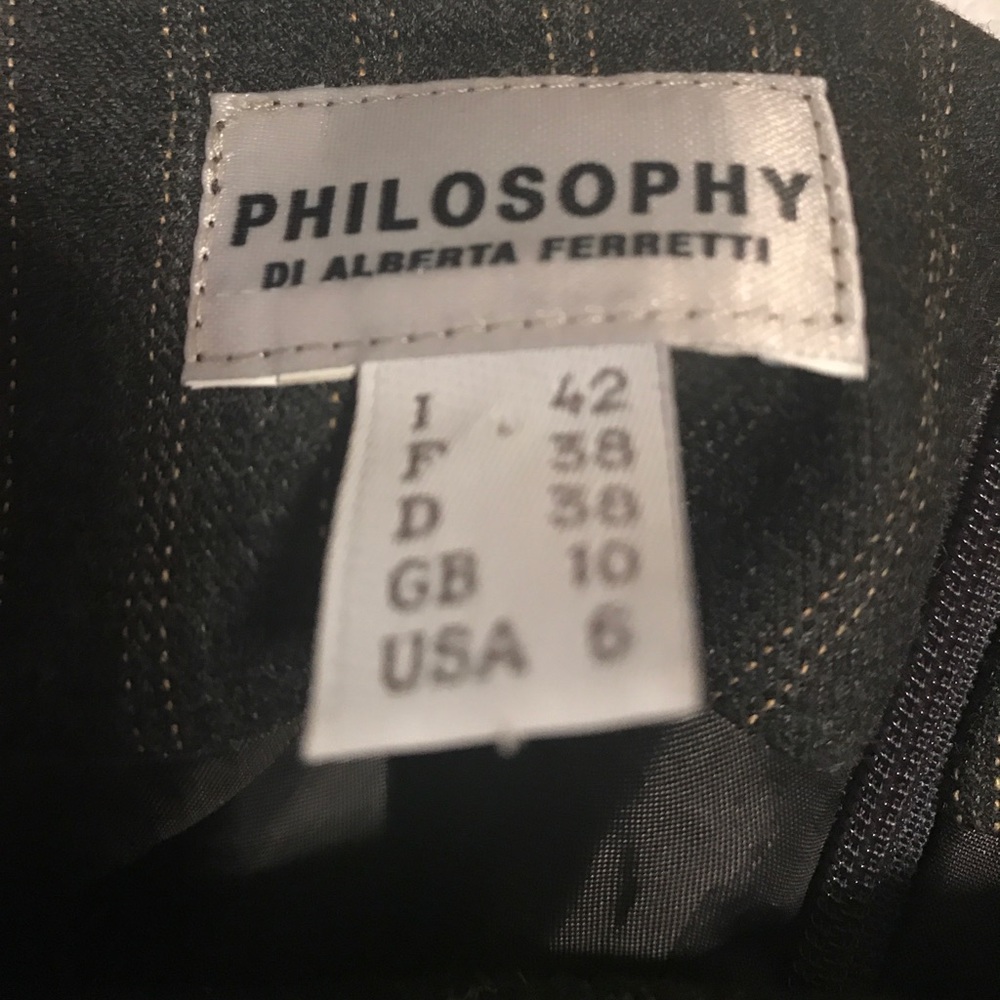 PHILOSOPHY
DI ALBERTA FERRETTI
I 42
F 38
D 38
GB 10
USA 6